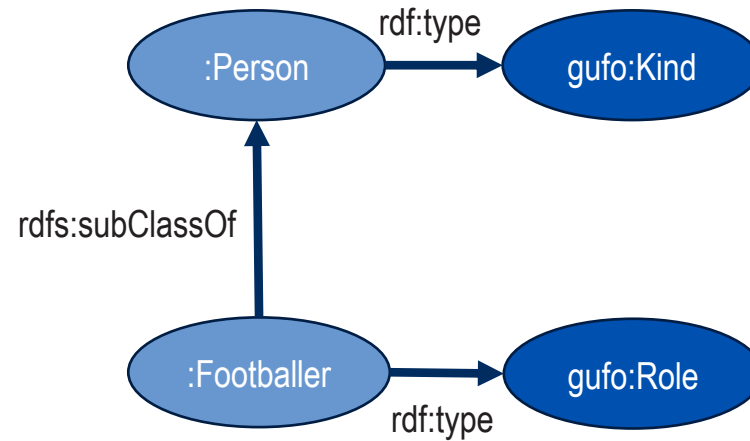 rdf:type
:Person
gufo:Kind
rdfs:subClassOf
:Footballer
gufo:Role
rdf:type